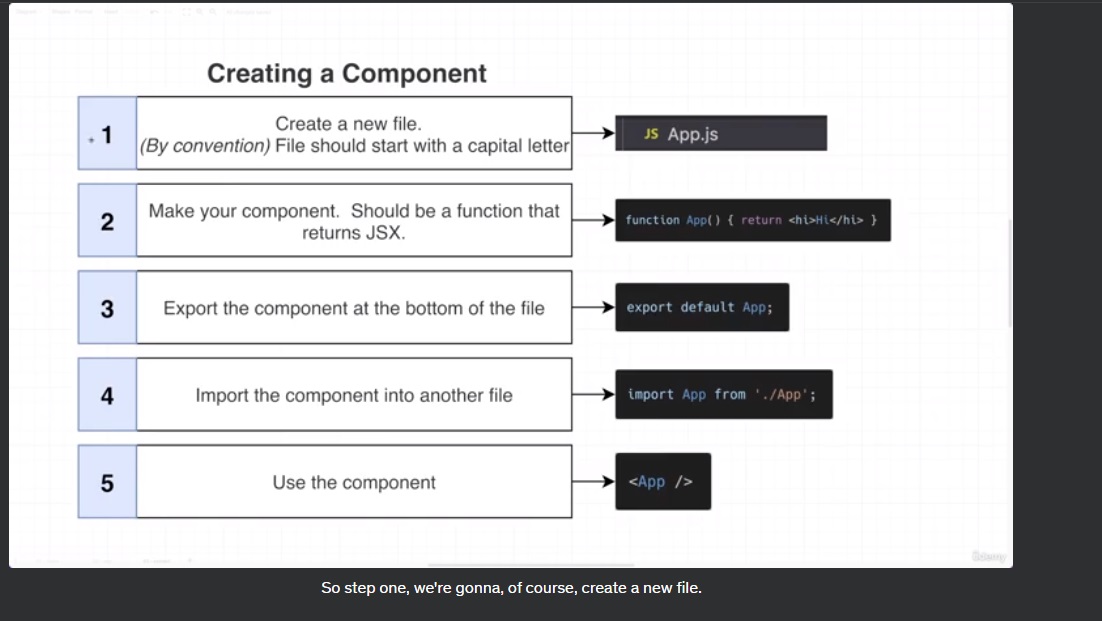 Creating a Component
1
Create a new file.
(By convention) File should start with a capital letter
JS App.js
2
Make your component. Should be a function that
returns JSX.
function App() { return <hi>Hi</hi> }
3
Export the component at the bottom of the file
export default App;
4
Import the component into another file
import App from './App';
5
Use the component
<App />
Udemy
So step one, we're gonna, of course, create a new file.